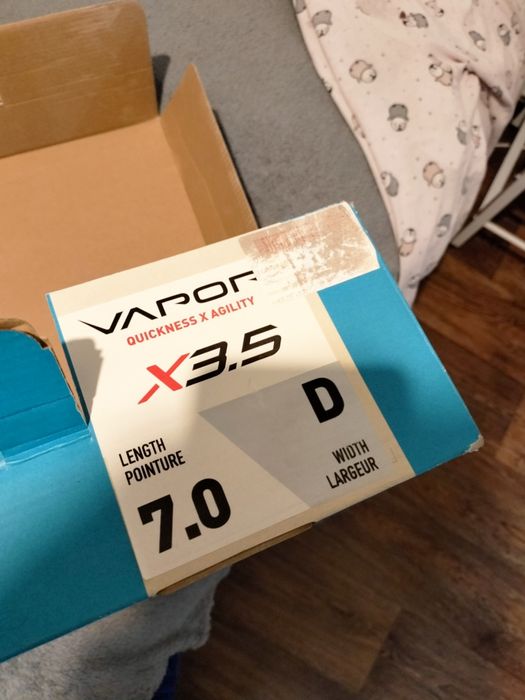 VAPOR
QUICKNESS X AGILITY
X3.5
D
LENGTH
POINTURE
WIDTH
LARGEUR
7.0